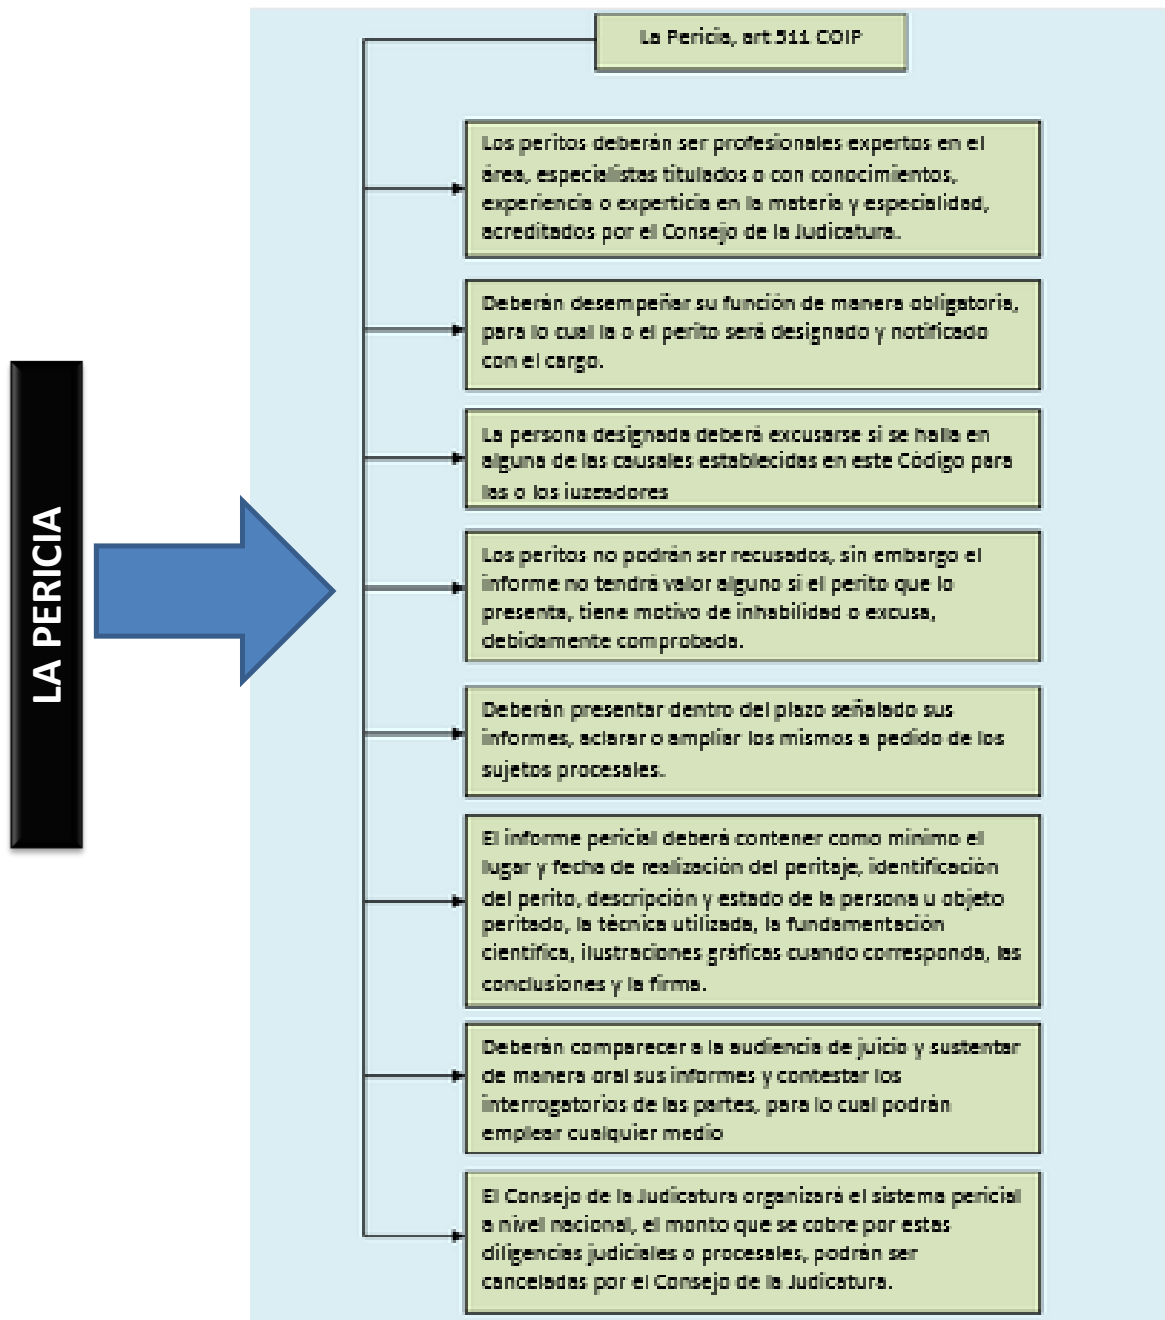 LA PERICIA
La Pericia, art 511 COIP
Los peritos deberán ser profesionales expertos en el
área, especialistas titulados o con conocimientos,
experiencia o experticia en la materia y especialidad,
acreditados por el Consejo de la Judicatura.
Deberán desempeñar su función de manera obligatoria,
para lo cual la o el perito será designado y notificado
con el cargo.
La persona designada deberá excusarse si se halla en
alguna de las causales establecidas en este Código para
las o los juzgadores
Los peritos no podrán ser recusados, sin embargo el
informe no tendrá valor alguno si el perito que lo
presenta, tiene motivo de inhabilidad o excusa,
debidamente comprobada.
Deberán presentar dentro del plazo señalado sus
informes, aclarar o ampliar los mismos a pedido de los
sujetos procesales.
El informe pericial deberá contener como mínimo el
lugar y fecha de realización del peritaje, identificación
del perito, descripción y estado de la persona u objeto
peritado, la técnica utilizada, la fundamentación
científica, ilustraciones gráficas cuando corresponda, las
conclusiones y la firma.
Deberán comparecer a la audiencia de juicio y sustentar
de manera oral sus informes y contestar los
interrogatorios de las partes, para lo cual podrán
emplear cualquier medio
El Consejo de la Judicatura organizará el sistema pericial
a nivel nacional, el monto que se cobre por estas
diligencias judiciales o procesales, podrán ser
canceladas por el Consejo de la Judicatura.